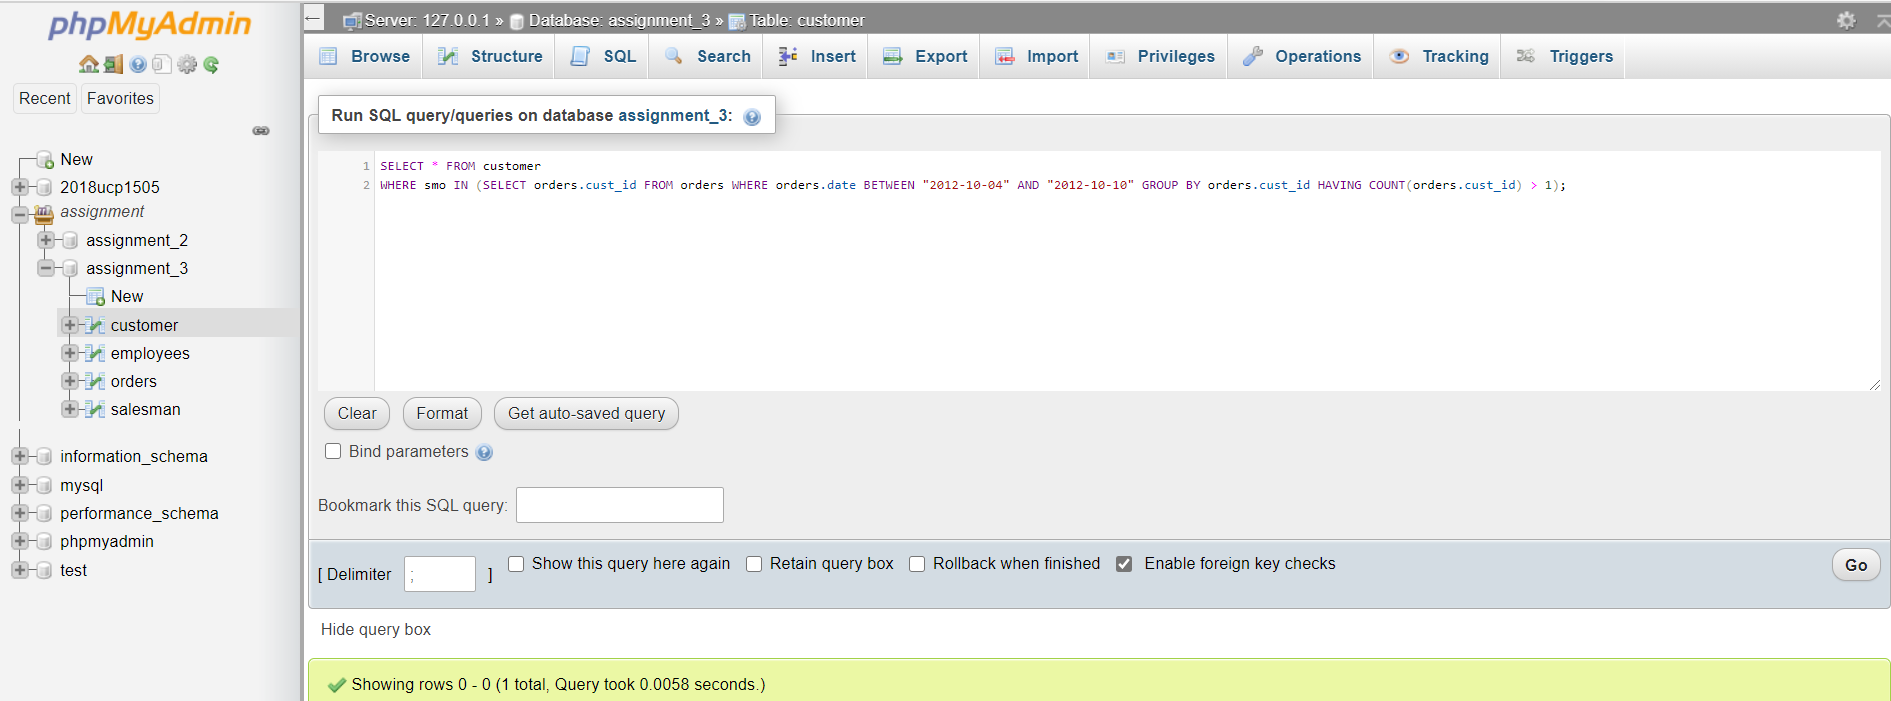 phpMyAdmin
Recent
Favorites
New
2018ucp1505
assignment
assignment_2
assignment_3
New
customer
employees
orders
salesman
information_schema
mysql
performance_schema
phpmyadmin
test
Server: 127.0.0.1 » Database: assignment_3 » Table: customer
Browse Structure SQL Search Insert Export Import Privileges Operations Tracking Triggers
Run SQL query/queries on database assignment_3:
1 SELECT * FROM customer
2 WHERE smo IN (SELECT orders.cust_id FROM orders WHERE orders.date BETWEEN "2012-10-04" AND "2012-10-10" GROUP BY orders.cust_id HAVING COUNT(orders.cust_id) > 1);
Clear Format Get auto-saved query
Bind parameters
Bookmark this SQL query:
[ Delimiter ; ] Show this query here again Retain query box Rollback when finished Enable foreign key checks Go
Hide query box
Showing rows 0 - 0 (1 total, Query took 0.0058 seconds.)